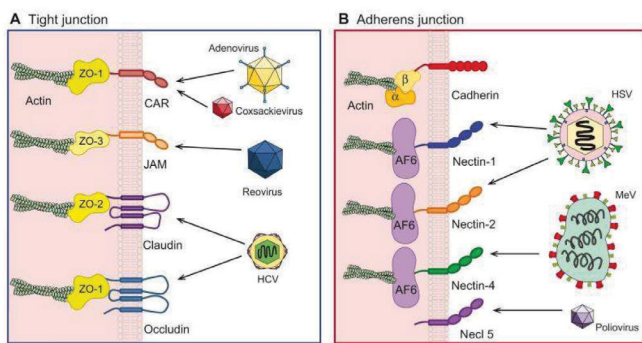 A Tight junction
ZO-1
Actin
CAR
Adenovirus
Coxsackievirus
ZO-3
JAM
Reovirus
ZO-2
Claudin
HCV
ZO-1
Occludin
B Adherens junction
β
α
Actin
Cadherin
HSV
AF6
Nectin-1
AF6
Nectin-2
MeV
AF6
Nectin-4
Necl 5
Poliovirus